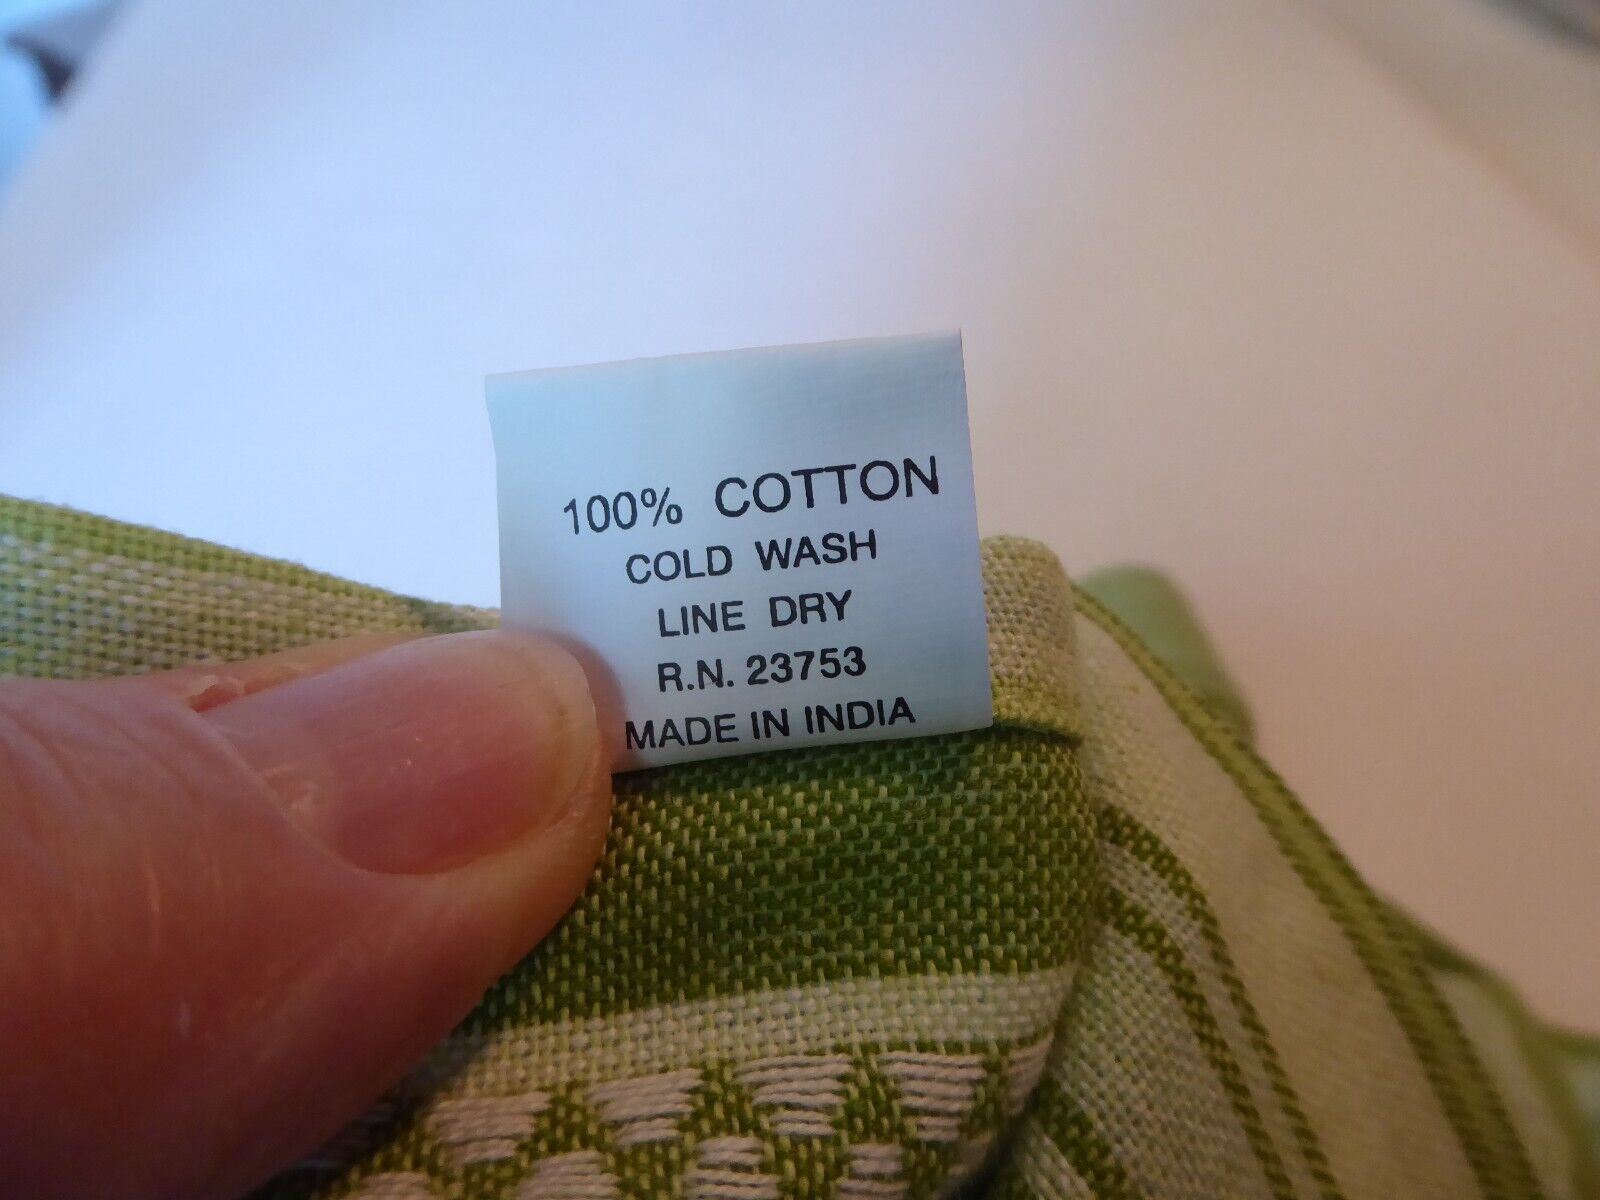 100% COTTON
COLD WASH
LINE DRY
R.N. 23753
MADE IN INDIA